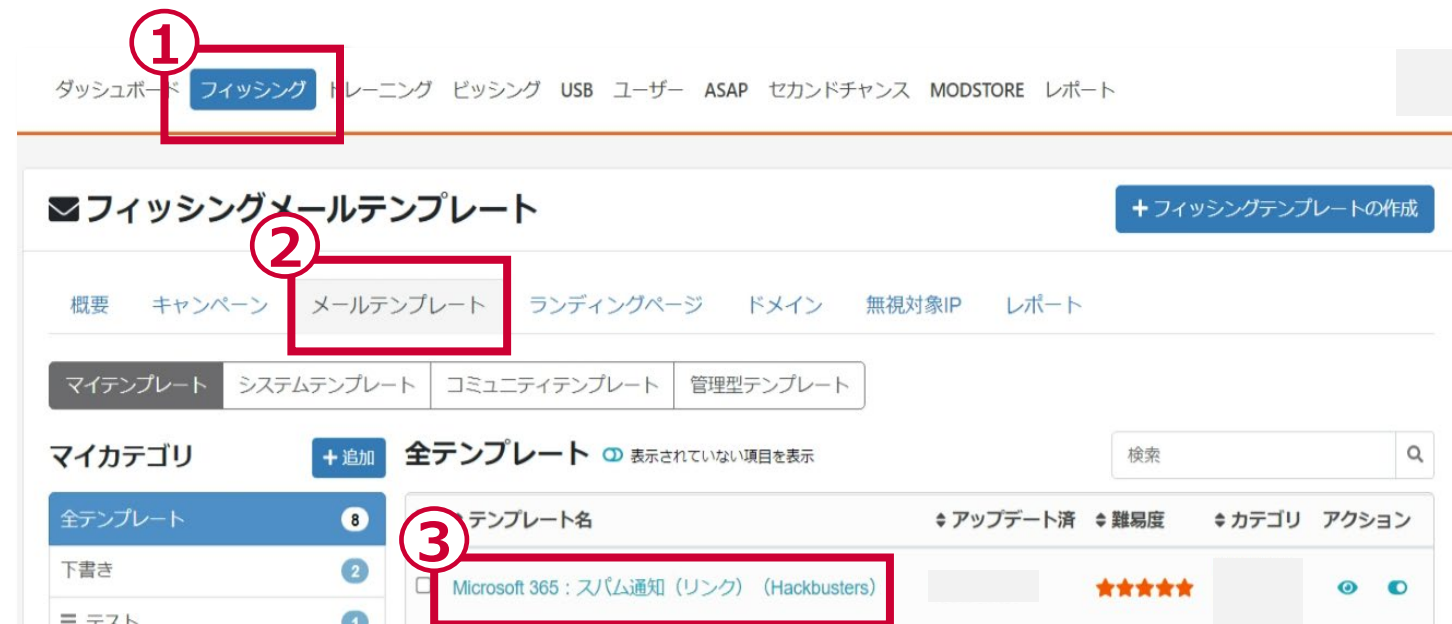 ①
ダッシュボード フィッシング トレーニング ビッシング USB ユーザー ASAP セカンドチャンス MODSTORE レポート
フィッシングメールテンプレート
+ フィッシングテンプレートの作成
②
概要 キャンペーン メールテンプレート ランディングページ ドメイン 無視対象IP レポート
マイテンプレート システムテンプレート コミュニティテンプレート 管理型テンプレート
マイカテゴリ + 追加 全テンプレート 表示されていない項目を表示 検索
全テンプレート 8
テンプレート名 アップデート済 難易度 カテゴリ アクション
③
下書き 2
Microsoft 365：スパム通知（リンク）（Hackbusters）
テスト 1